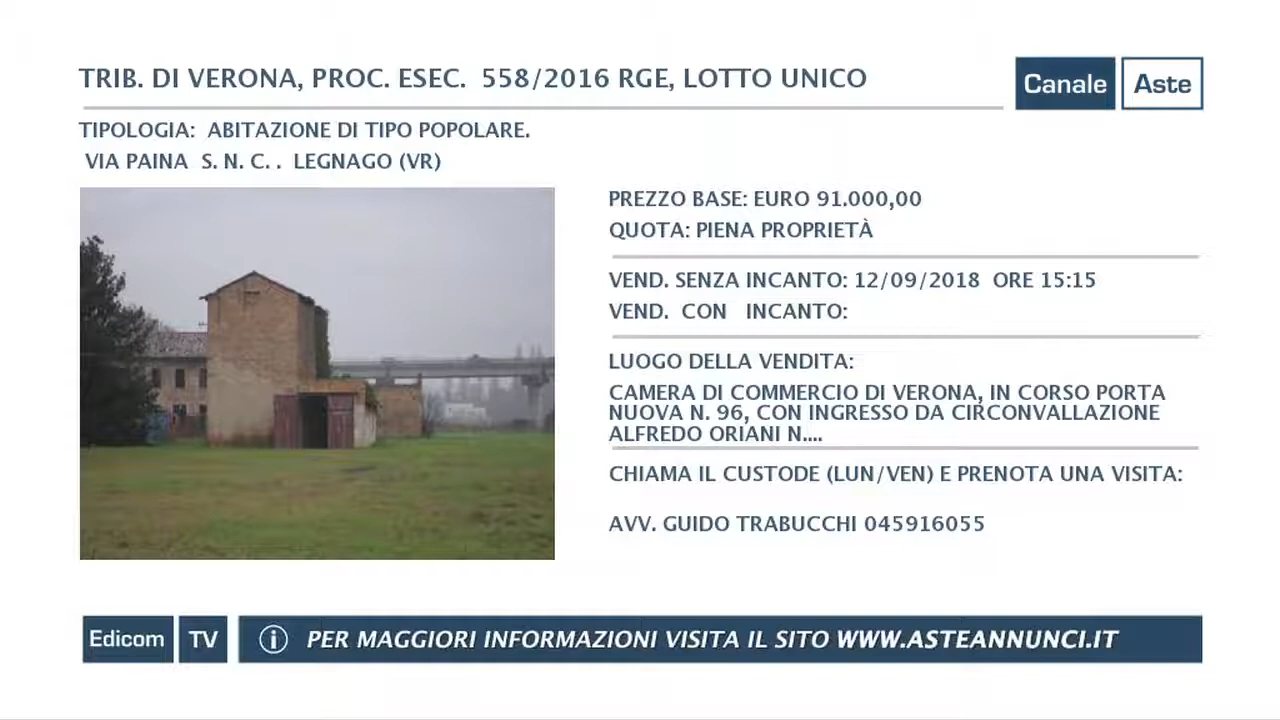 TRIB. DI VERONA, PROC. ESEC. 558/2016 RGE, LOTTO UNICO
Canale Aste
TIPOLOGIA: ABITAZIONE DI TIPO POPOLARE.
VIA PAINA S. N. C. . LEGNAGO (VR)
PREZZO BASE: EURO 91.000,00
QUOTA: PIENA PROPRIETÀ
VEND. SENZA INCANTO: 12/09/2018 ORE 15:15
VEND. CON INCANTO:
LUOGO DELLA VENDITA:
CAMERA DI COMMERCIO DI VERONA, IN CORSO PORTA
NUOVA N. 96, CON INGRESSO DA CIRCONVALLAZIONE
ALFREDO ORIANI N....
CHIAMA IL CUSTODE (LUN/VEN) E PRENOTA UNA VISITA:
AVV. GUIDO TRABUCCHI 045916055
Edicom TV
PER MAGGIORI INFORMAZIONI VISITA IL SITO WWW.ASTEANNUNCI.IT